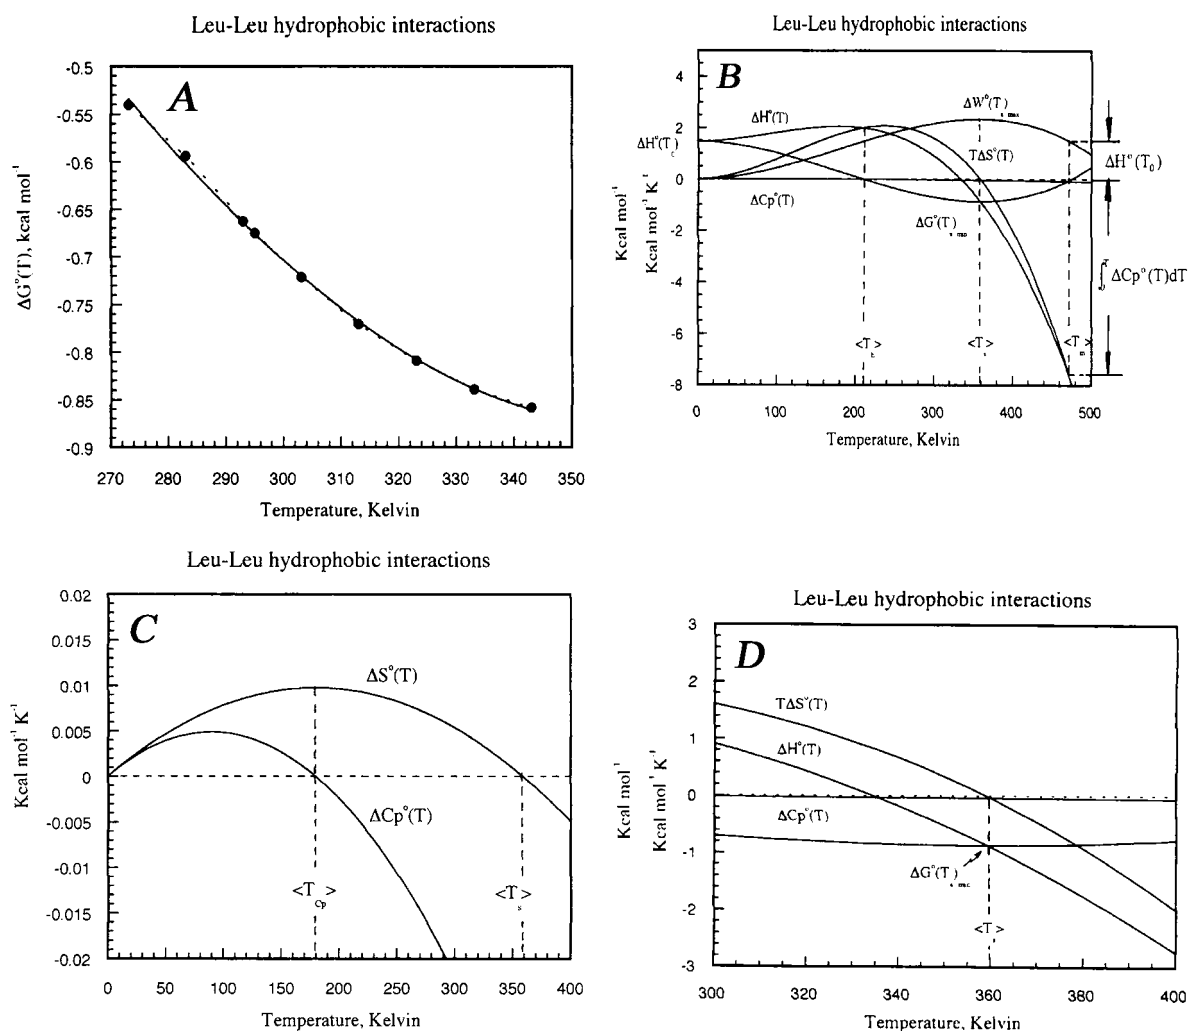 Leu-Leu hydrophobic interactions
A
ΔG°(T), kcal mol⁻¹
-0.5
-0.55
-0.6
-0.65
-0.7
-0.75
-0.8
-0.85
-0.9
270 280 290 300 310 320 330 340 350
Temperature, Kelvin
Leu-Leu hydrophobic interactions
B
Kcal mol⁻¹
Kcal mol⁻¹ K⁻¹
4
2
0
-2
-4
-6
-8
ΔH°(T)
ΔW°(T)
ΔH°(T)
TΔS°(T)
ΔH°(T₀)
ΔCp°(T)
ΔG°(T)
∫ ΔCp°(T)dT
<T>h
<T>s
<T>m
0 100 200 300 400 500
Temperature, Kelvin
Leu-Leu hydrophobic interactions
C
Kcal mol⁻¹ K⁻¹
0.02
0.015
0.01
0.005
0
-0.005
-0.01
-0.015
-0.02
ΔS°(T)
ΔCp°(T)
<T>Cp
<T>s
0 50 100 150 200 250 300 350 400
Temperature, Kelvin
Leu-Leu hydrophobic interactions
D
Kcal mol⁻¹
Kcal mol⁻¹ K⁻¹
3
2
1
0
-1
-2
-3
TΔS°(T)
ΔH°(T)
ΔCp°(T)
ΔG°(T)
<T>
300 320 340 360 380 400
Temperature, Kelvin